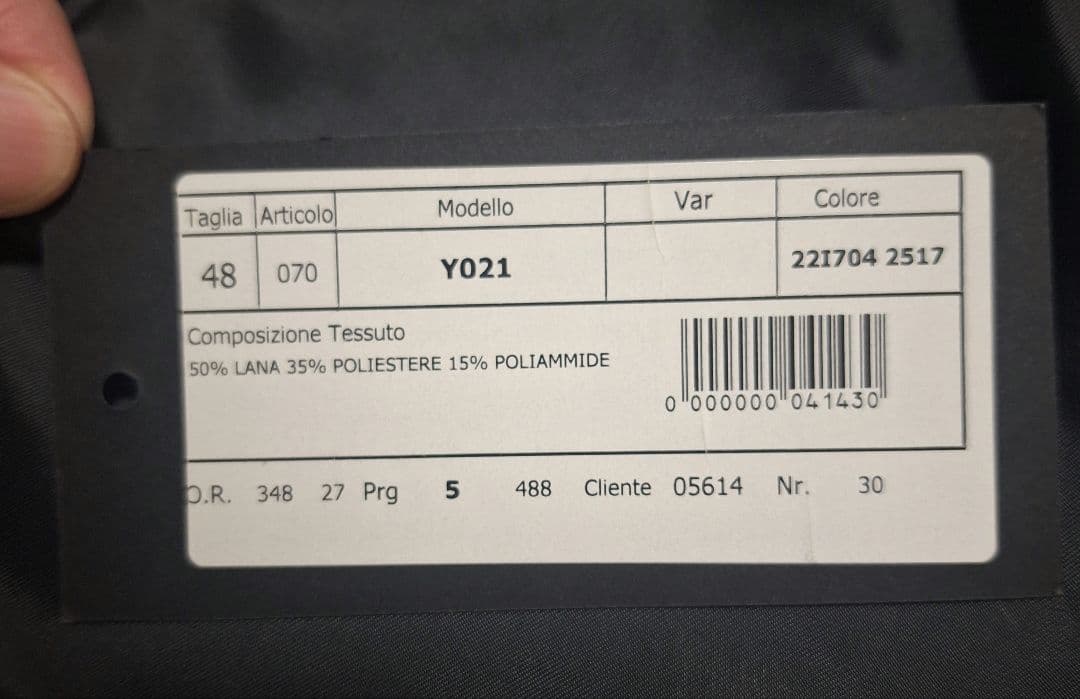 Taglia Articolo Modello Var Colore
48 070 Y021 22I704 2517
Composizione Tessuto
50% LANA 35% POLIESTERE 15% POLIAMMIDE
0 000000 041430
O.R. 348 27 Prg 5 488 Cliente 05614 Nr. 30